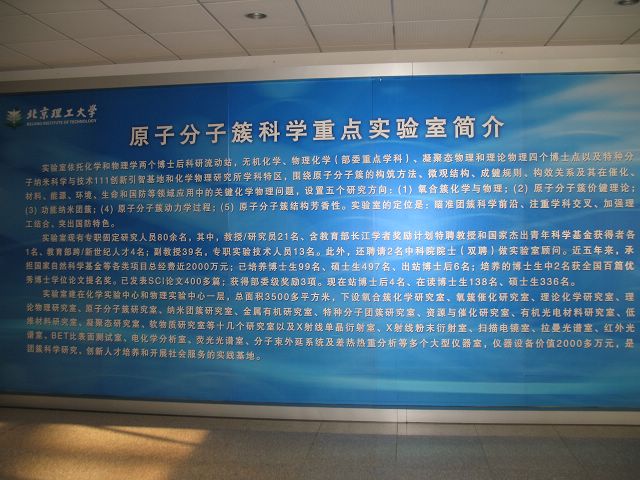 北京理工大学
BEIJING INSTITUTE OF TECHNOLOGY
原子分子簇科学重点实验室简介
实验室依托化学和物理学两个博士后科研流动站，无机化学、物理化学（部委重点学科）、凝聚态物理和理论物理四个博士点以及特种分
子纳米科学与技术111创新引智基地和化学物理研究所学科特区，围绕原子分子簇的构筑方法、微观结构、成键规则、构效关系及其在催化、
材料、能源、环境、生命和国防等领域应用中的关键化学物理问题，设置五个研究方向：(1) 氧合簇化学与物理；(2) 原子分子簇价键理论；
(3) 功能纳米团簇；(4) 原子分子簇动力学过程；(5) 原子分子簇结构芳香性。实验室的定位是：瞄准团簇科学前沿、注重学科交叉、加强理
工结合、突出国防特色。
实验室现有专职固定研究人员80余名，其中，教授/研究员21名、含教育部长江学者奖励计划特聘教授和国家杰出青年科学基金获得者各
1名、教育部跨/新世纪人才4名；副教授39名，专职实验技术人员13名。此外，还聘请2名中科院院士（双聘）做实验室顾问。近五年来，承
担国家自然科学基金等各类项目总经费近2000万元；已培养博士生99名、硕士生497名、出站博士后6名；培养的博士生中2名获全国百篇优
秀博士学位论文提名奖。已发表SCI论文400多篇；获得部委级奖励3项。现在站博士后4名、在读博士生138名、硕士生336名。
实验室建在化学实验中心和物理实验中心一层，总面积3500多平方米，下设氧合簇化学研究室、氧簇催化研究室、理论化学研究室、理
论物理研究室、原子分子簇研究室、纳米团簇研究室、金属有机研究室、特种分子团簇研究室、资源与催化研究室、有机光电材料研究室、低
维材料研究室、凝聚态研究室、软物质研究室等十几个研究室以及X射线单晶衍射室、X射线粉末衍射室、扫描电镜室、拉曼光谱室、红外光
谱室、BET比表面测试室、电化学分析室、荧光光谱室、分子束外延系统及差热热重分析等多个大型仪器室，仪器设备价值2000多万元，是
团簇科学研究、创新人才培养和开展社会服务的实践基地。